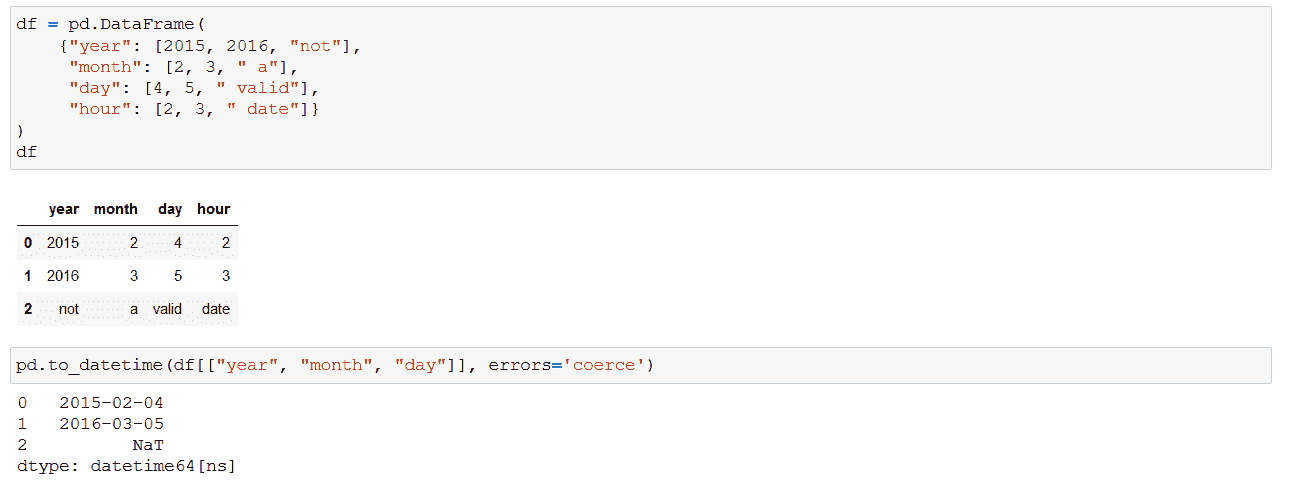 df = pd.DataFrame(
    {"year": [2015, 2016, "not"],
     "month": [2, 3, " a"],
     "day": [4, 5, " valid"],
     "hour": [2, 3, " date"]}
)
df
year month day hour
0 2015 2 4 2
1 2016 3 5 3
2 not a valid date
pd.to_datetime(df[["year", "month", "day"]], errors='coerce')
0   2015-02-04
1   2016-03-05
2          NaT
dtype: datetime64[ns]